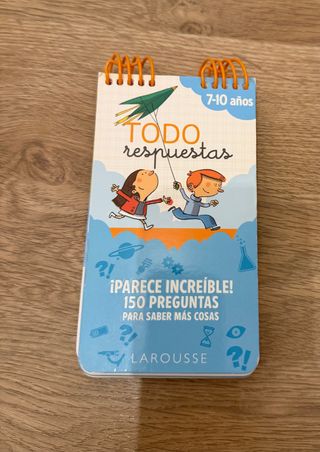 7-10 años
TODO
respuestas
¡PARECE INCREÍBLE!
150 PREGUNTAS
PARA SABER MÁS COSAS
?!
?!
LAROUSSE